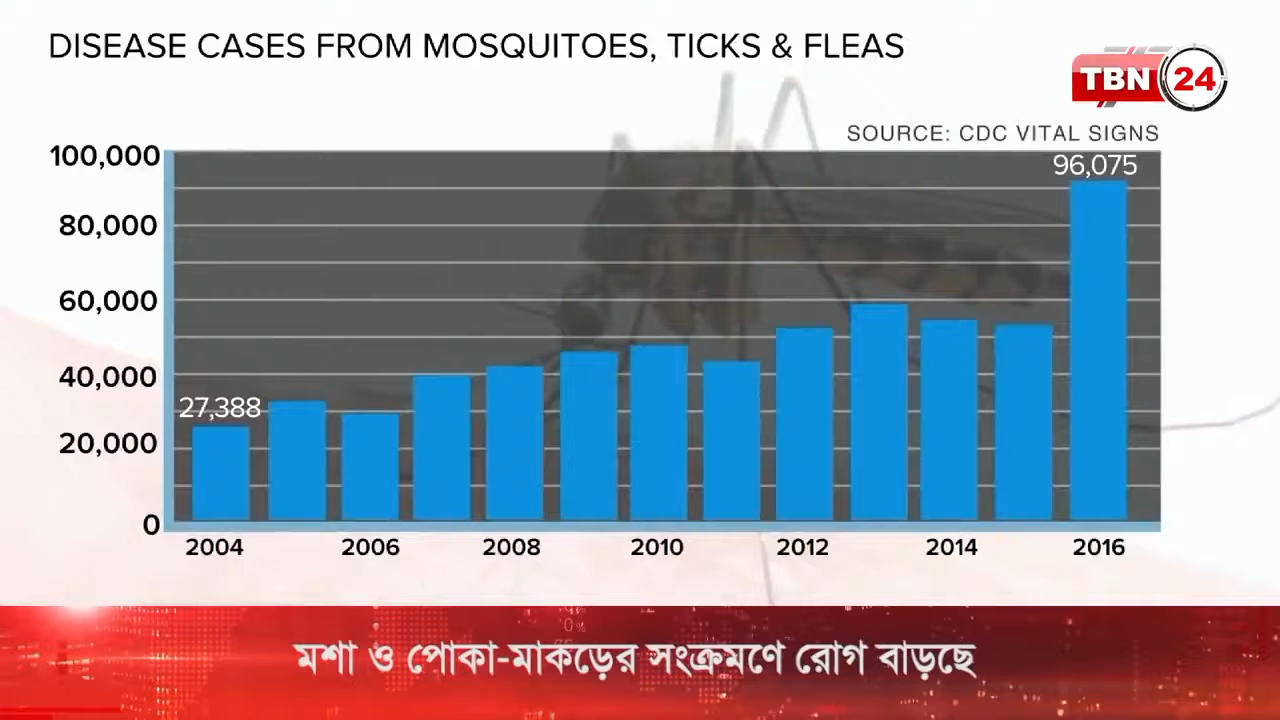 DISEASE CASES FROM MOSQUITOES, TICKS & FLEAS
TBN 24
SOURCE: CDC VITAL SIGNS
100,000
96,075
80,000
60,000
40,000
27,388
20,000
0
2004 2006 2008 2010 2012 2014 2016
0%
মশা ও পোকা-মাকড়ের সংক্রমণে রোগ বাড়ছে